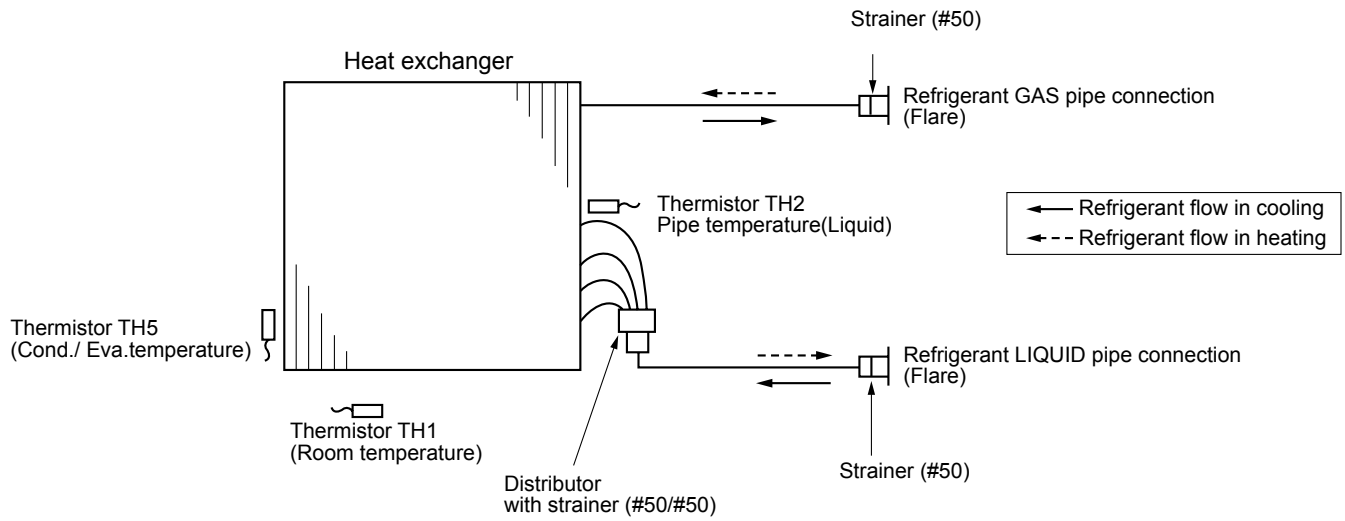 Strainer (#50)
Heat exchanger
Refrigerant GAS pipe connection
(Flare)
Thermistor TH2
Pipe temperature(Liquid)
Refrigerant flow in cooling
Refrigerant flow in heating
Thermistor TH5
(Cond./ Eva.temperature)
Refrigerant LIQUID pipe connection
(Flare)
Thermistor TH1
(Room temperature)
Strainer (#50)
Distributor
with strainer (#50/#50)